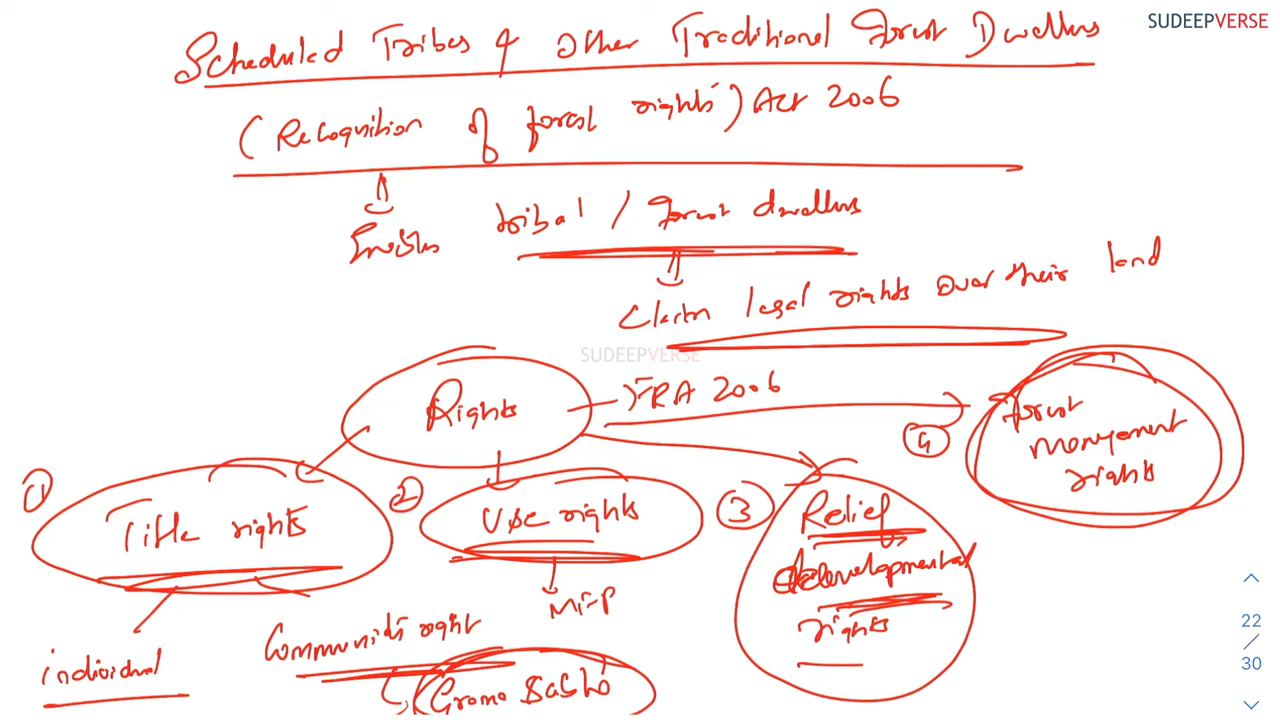 SUDEEPVERSE
Scheduled Tribes & Other Traditional Forest Dwellers
(Recognition of forest rights) Act 2006
Enables tribal / forest dwellers
Claim legal rights over their land
SUDEEPVERSE
Rights
FRA 2006
① Title rights
② Use rights
③ Relief
developmental
rights
④ Forest
management
rights
MFP
individual
Community right
Grama Sabha
22
/
30